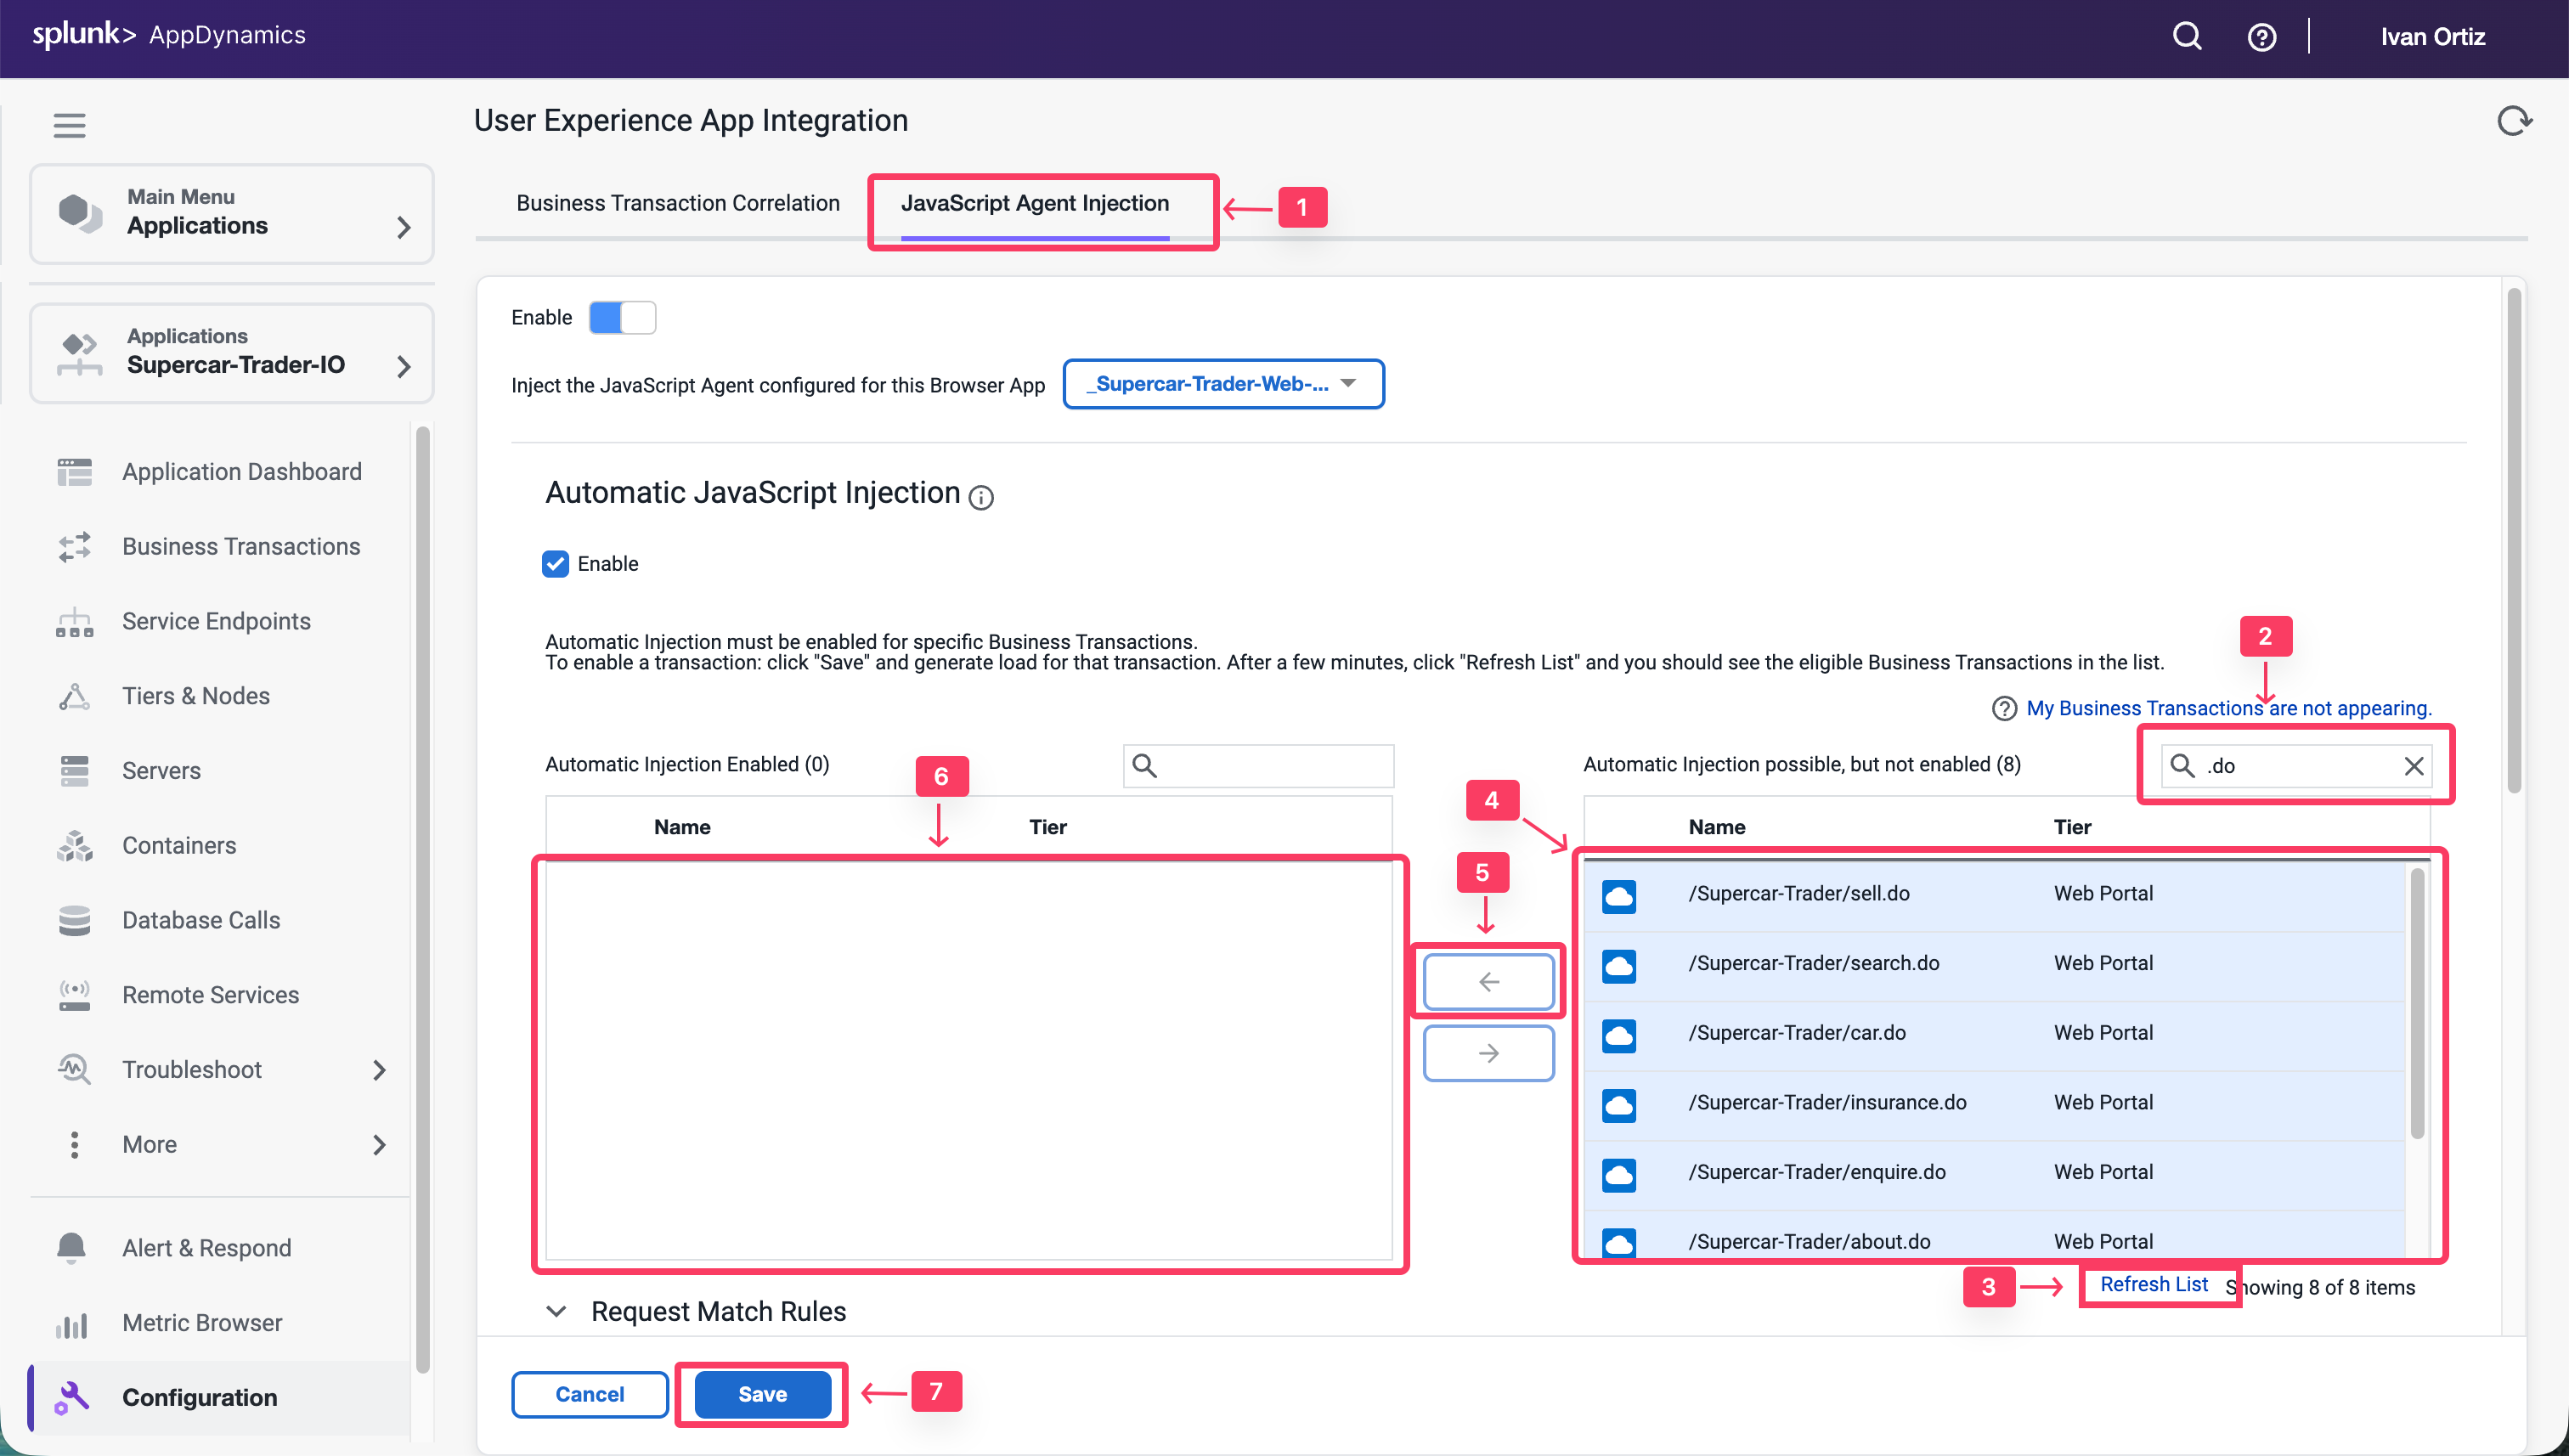 splunk> AppDynamics
Ivan Ortiz
User Experience App Integration
Main Menu
Applications
Business Transaction Correlation
JavaScript Agent Injection
1
Enable
Applications
Supercar-Trader-IO
Inject the JavaScript Agent configured for this Browser App
_Supercar-Trader-Web-...
Application Dashboard
Business Transactions
Service Endpoints
Tiers & Nodes
Servers
Containers
Database Calls
Remote Services
Troubleshoot
More
Alert & Respond
Metric Browser
Configuration
Automatic JavaScript Injection
Enable
Automatic Injection must be enabled for specific Business Transactions.
To enable a transaction: click "Save" and generate load for that transaction. After a few minutes, click "Refresh List" and you should see the eligible Business Transactions in the list.
2
My Business Transactions are not appearing.
Automatic Injection Enabled (0)
6
Name Tier
Automatic Injection possible, but not enabled (8)
.do
4
5
Name Tier
/Supercar-Trader/sell.do Web Portal
/Supercar-Trader/search.do Web Portal
/Supercar-Trader/car.do Web Portal
/Supercar-Trader/insurance.do Web Portal
/Supercar-Trader/enquire.do Web Portal
/Supercar-Trader/about.do Web Portal
3
Refresh List
Showing 8 of 8 items
Request Match Rules
Cancel
Save
7